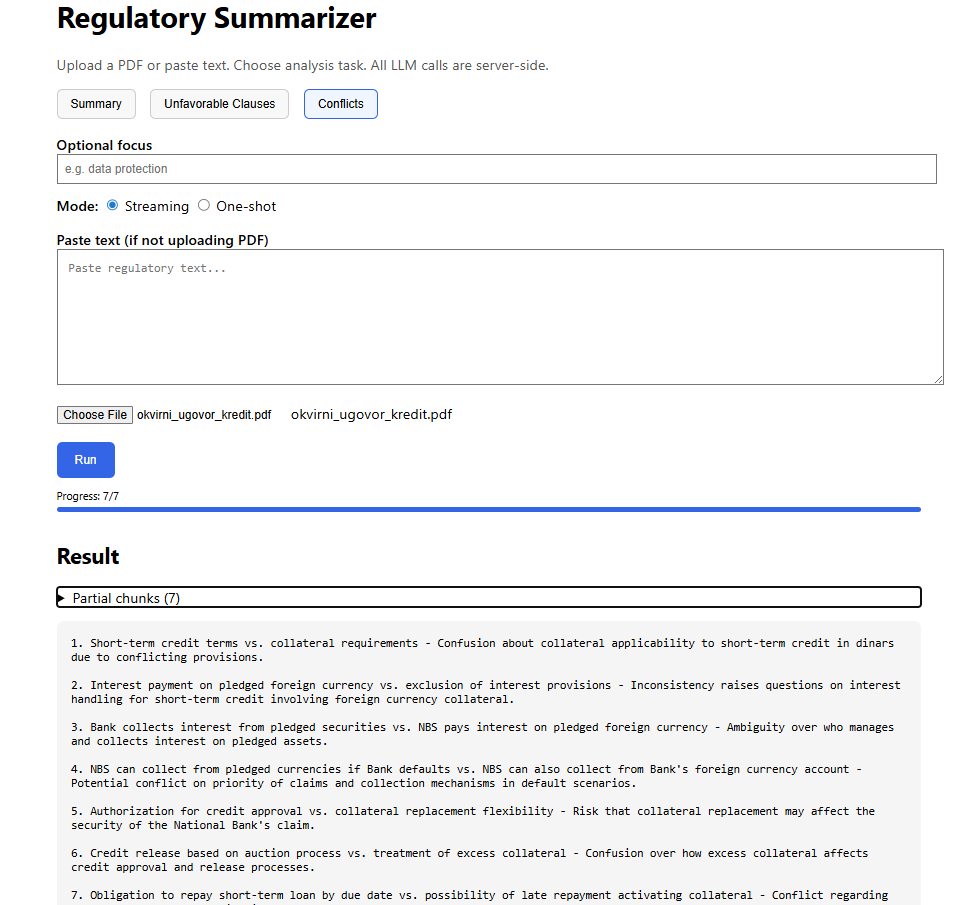 Regulatory Summarizer
Upload a PDF or paste text. Choose analysis task. All LLM calls are server-side.
Summary Unfavorable Clauses Conflicts
Optional focus
e.g. data protection
Mode: Streaming One-shot
Paste text (if not uploading PDF)
Paste regulatory text...
Choose File okvirni_ugovor_kredit.pdf okvirni_ugovor_kredit.pdf
Run
Progress: 7/7
Result
Partial chunks (7)
1. Short-term credit terms vs. collateral requirements - Confusion about collateral applicability to short-term credit in dinars
due to conflicting provisions.
2. Interest payment on pledged foreign currency vs. exclusion of interest provisions - Inconsistency raises questions on interest
handling for short-term credit involving foreign currency collateral.
3. Bank collects interest from pledged securities vs. NBS pays interest on pledged foreign currency - Ambiguity over who manages
and collects interest on pledged assets.
4. NBS can collect from pledged currencies if Bank defaults vs. NBS can also collect from Bank's foreign currency account -
Potential conflict on priority of claims and collection mechanisms in default scenarios.
5. Authorization for credit approval vs. collateral replacement flexibility - Risk that collateral replacement may affect the
security of the National Bank's claim.
6. Credit release based on auction process vs. treatment of excess collateral - Confusion over how excess collateral affects
credit approval and release processes.
7. Obligation to repay short-term loan by due date vs. possibility of late repayment activating collateral - Conflict regarding